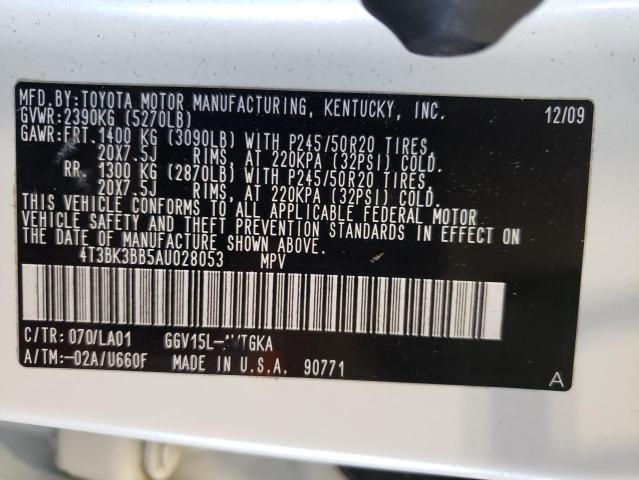 MFD.BY:TOYOTA MOTOR MANUFACTURING, KENTUCKY, INC. 12/09
GVWR:2390KG (5270LB)
GAWR:FRT.1400 KG (3090LB) WITH P245/50R20 TIRES,
20X7.5J RIMS, AT 220KPA (32PSI) COLD.
RR. 1300 KG (2870LB) WITH P245/50R20 TIRES,
20X7.5J RIMS, AT 220KPA (32PSI) COLD.
THIS VEHICLE CONFORMS TO ALL APPLICABLE FEDERAL MOTOR
VEHICLE SAFETY AND THEFT PREVENTION STANDARDS IN EFFECT ON
THE DATE OF MANUFACTURE SHOWN ABOVE.
4T3BK3BB5AU028053 MPV
C/TR: 070/LA01
A/TM:-02A/U660F MADE IN U.S.A. 90771
A